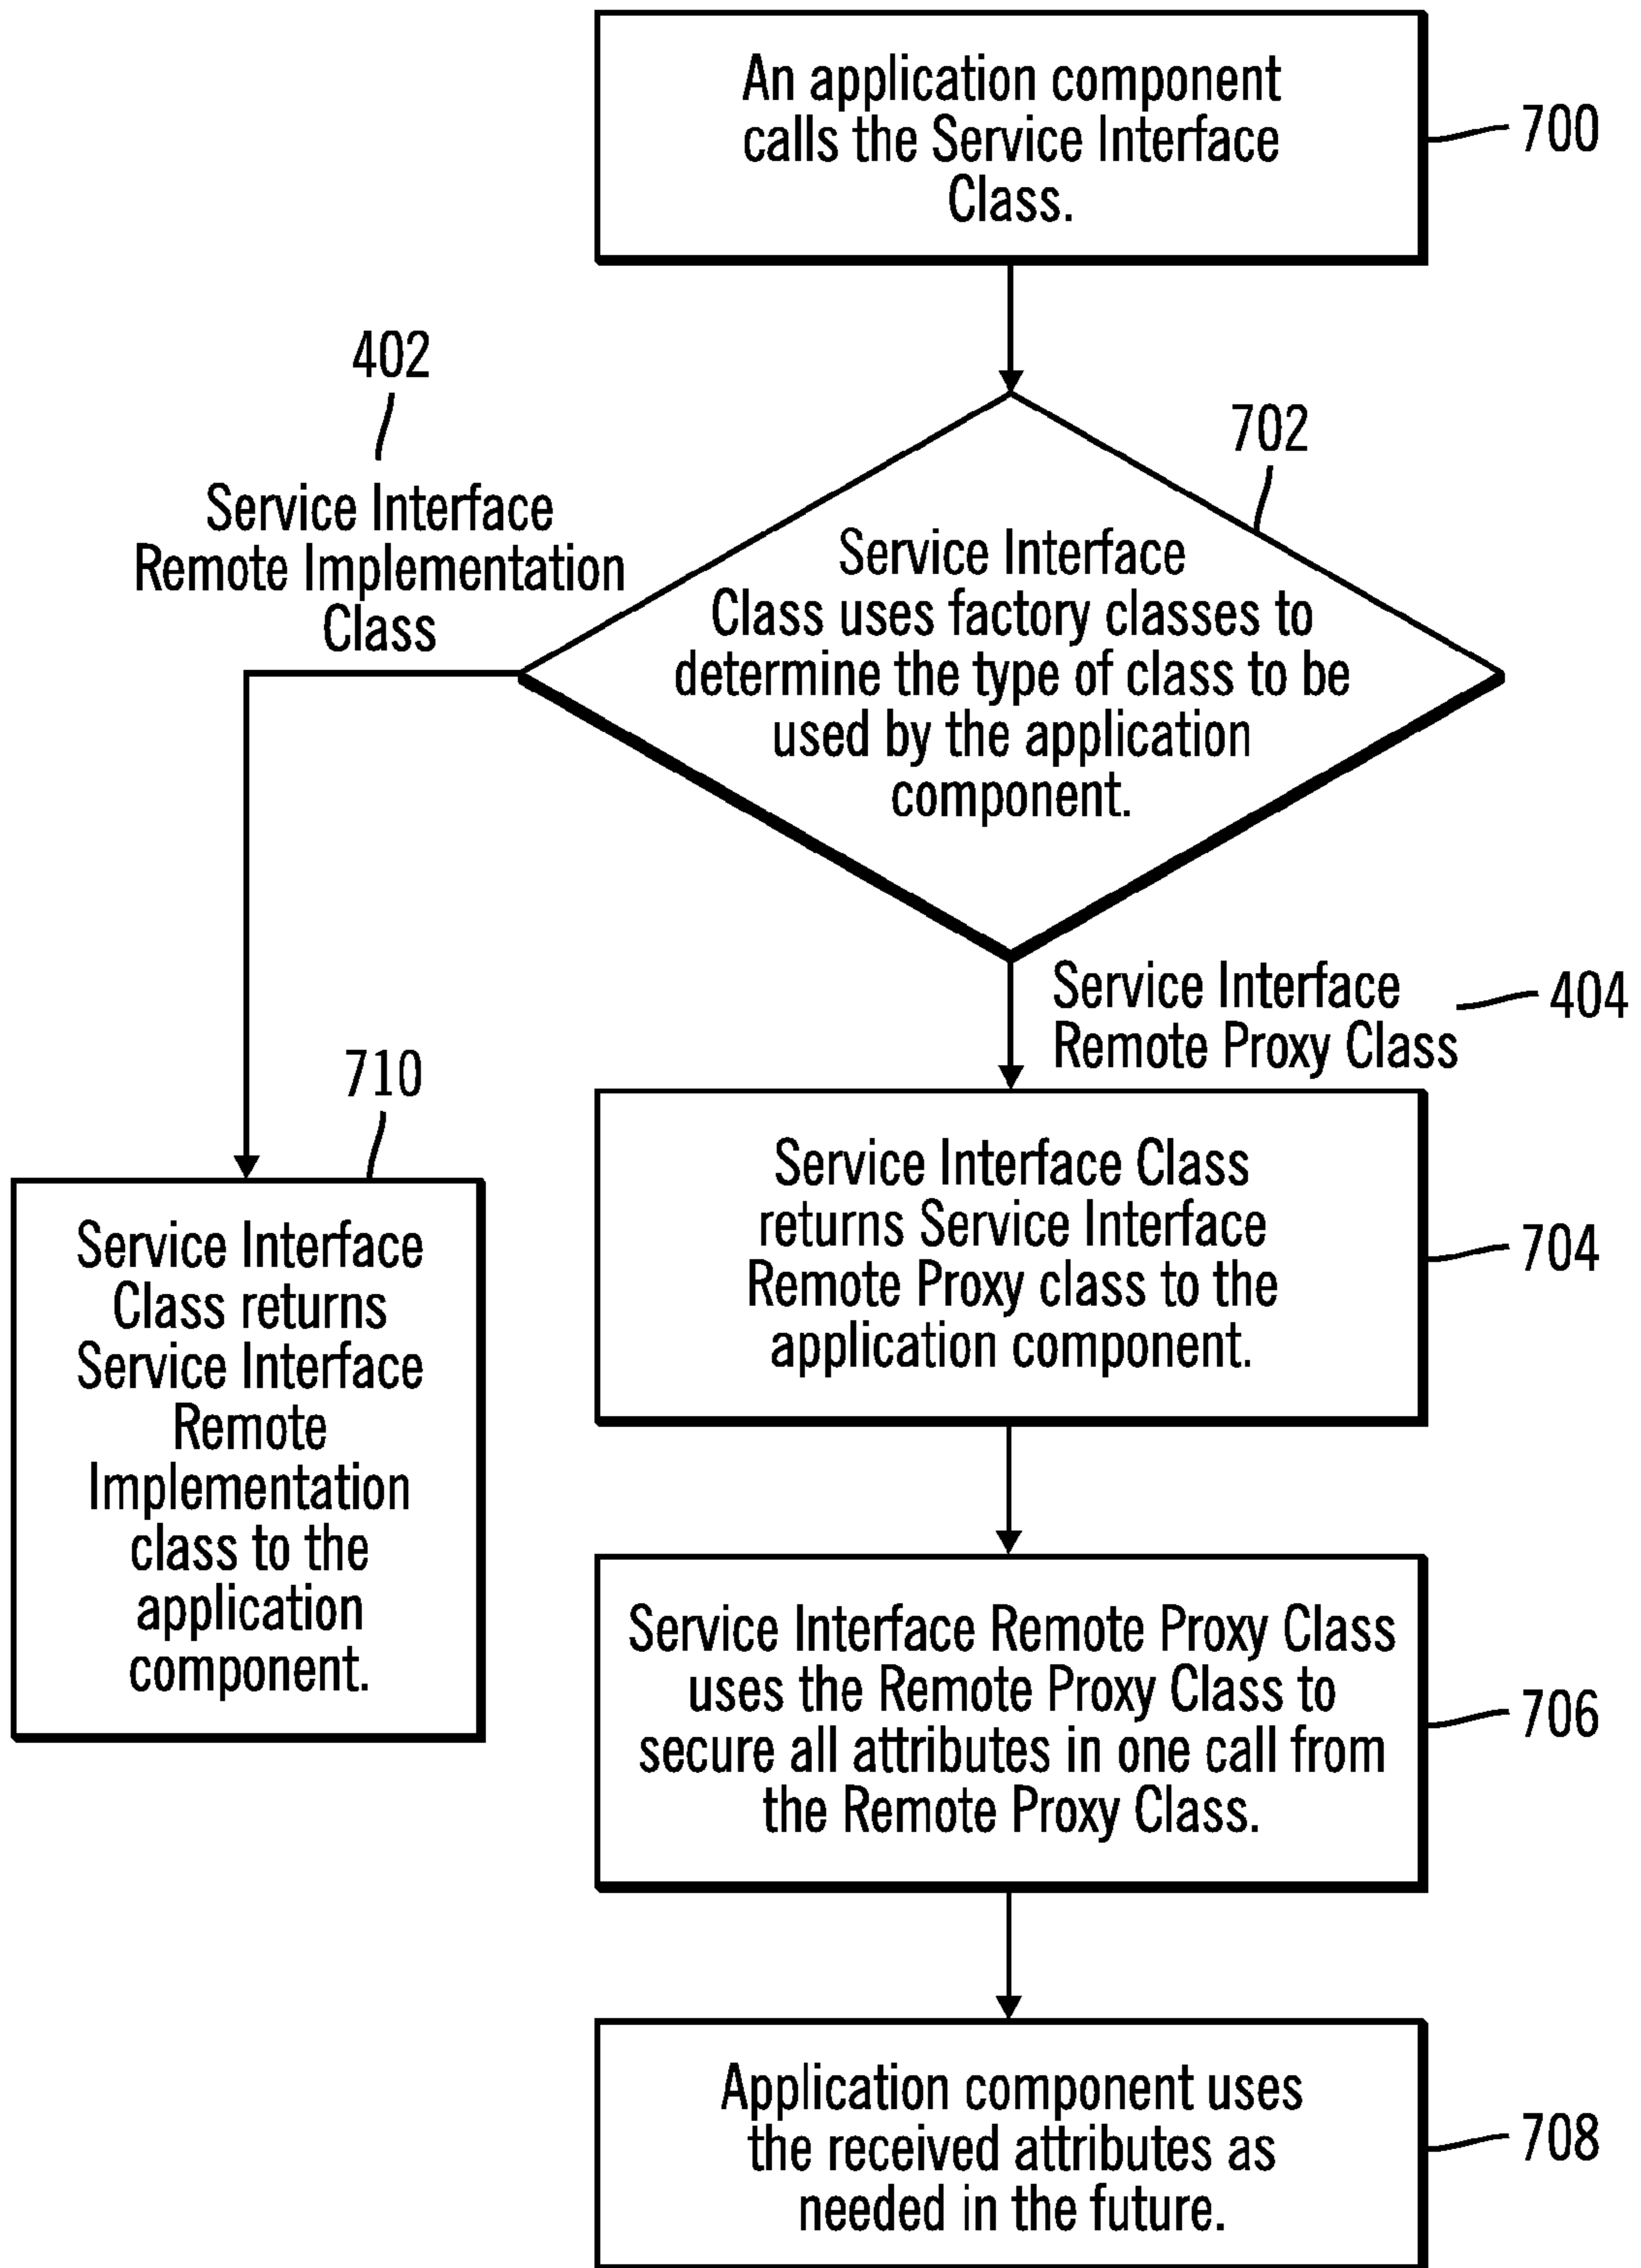 An application component
calls the Service Interface
Class.
700
402
Service Interface
Remote Implementation
Class
702
Service Interface
Class uses factory classes to
determine the type of class to be
used by the application
component.
Service Interface
Remote Proxy Class
404
710
Service Interface
Class returns
Service Interface
Remote
Implementation
class to the
application
component.
Service Interface Class
returns Service Interface
Remote Proxy class to the
application component.
704
Service Interface Remote Proxy Class
uses the Remote Proxy Class to
secure all attributes in one call from
the Remote Proxy Class.
706
Application component uses
the received attributes as
needed in the future.
708